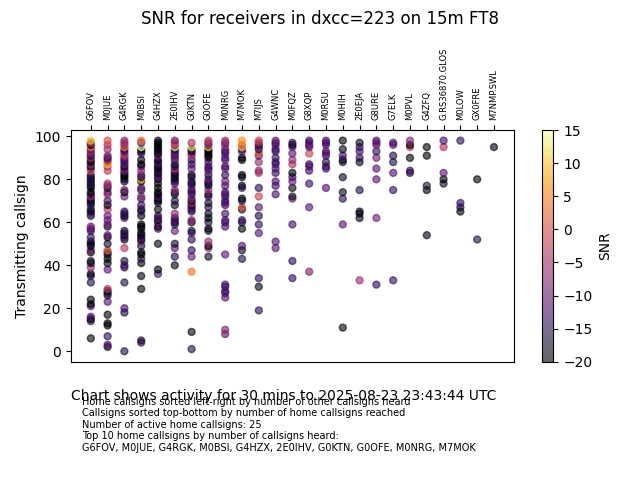 SNR for receivers in dxcc=223 on 15m FT8
G6FOV M0JUE G4RGK M0BSI G4HZX 2E0IHV G0KTN G0OFE M0NRG M7MOK M7IJS G4WNC M0FQZ G8XQP M0RSU M0HIH 2E0EJA G8URE G7ELK M0PVL G4ZFQ G.RS36870.GLOS M0LOW GX0FRE M7NMP.SWL
100
80
60
40
20
0
Transmitting callsign
15
10
5
0
−5
−10
−15
−20
SNR
Chart shows activity for 30 mins to 2025-08-23 23:43:44 UTC
Home callsigns sorted left-right by number of other callsigns heard
Callsigns sorted top-bottom by number of home callsigns reached
Number of active home callsigns: 25
Top 10 home callsigns by number of callsigns heard:
G6FOV, M0JUE, G4RGK, M0BSI, G4HZX, 2E0IHV, G0KTN, G0OFE, M0NRG, M7MOK